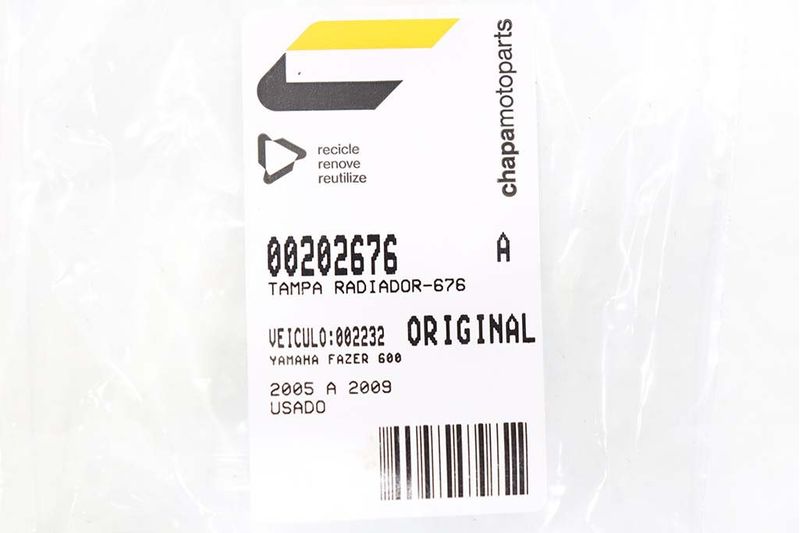 chapamotoparts
recicle
renove
reutilize
00202676 A
TAMPA RADIADOR-676
VEICULO:002232 ORIGINAL
YAMAHA FAZER 600
2005 A 2009
USADO